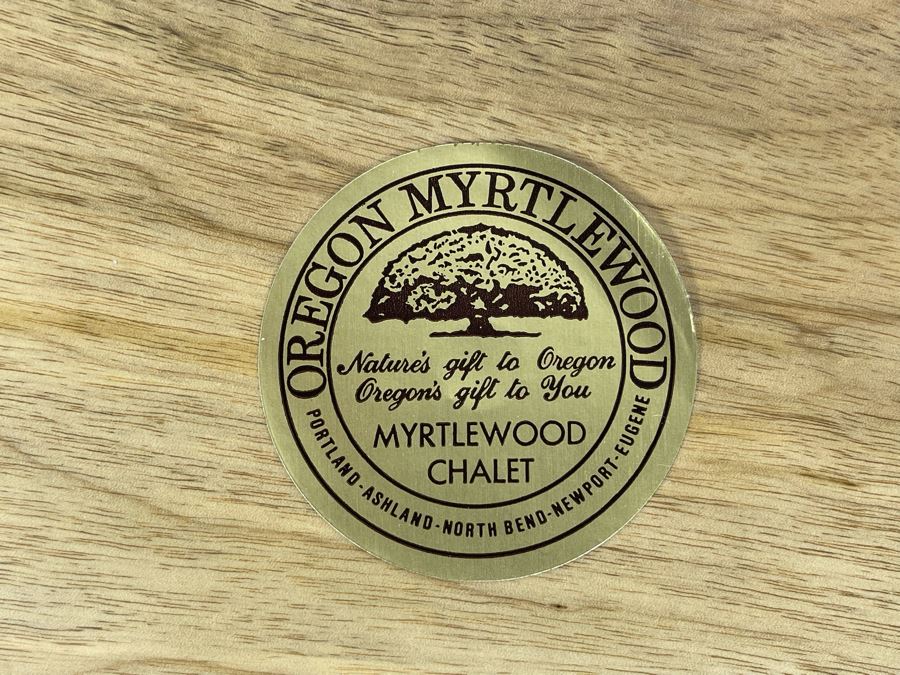 OREGON MYRTLEWOOD
Nature's gift to Oregon
Oregon's gift to You
MYRTLEWOOD
CHALET
PORTLAND-ASHLAND-NORTH BEND-NEWPORT-EUGENE